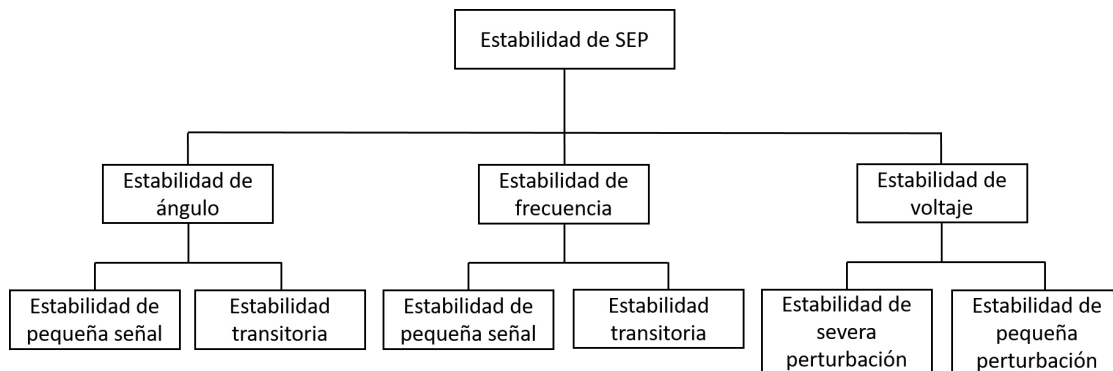 Estabilidad de SEP
Estabilidad de
ángulo
Estabilidad de
frecuencia
Estabilidad de
voltaje
Estabilidad de
pequeña señal
Estabilidad
transitoria
Estabilidad de
pequeña señal
Estabilidad
transitoria
Estabilidad de
severa
perturbación
Estabilidad de
pequeña
perturbación